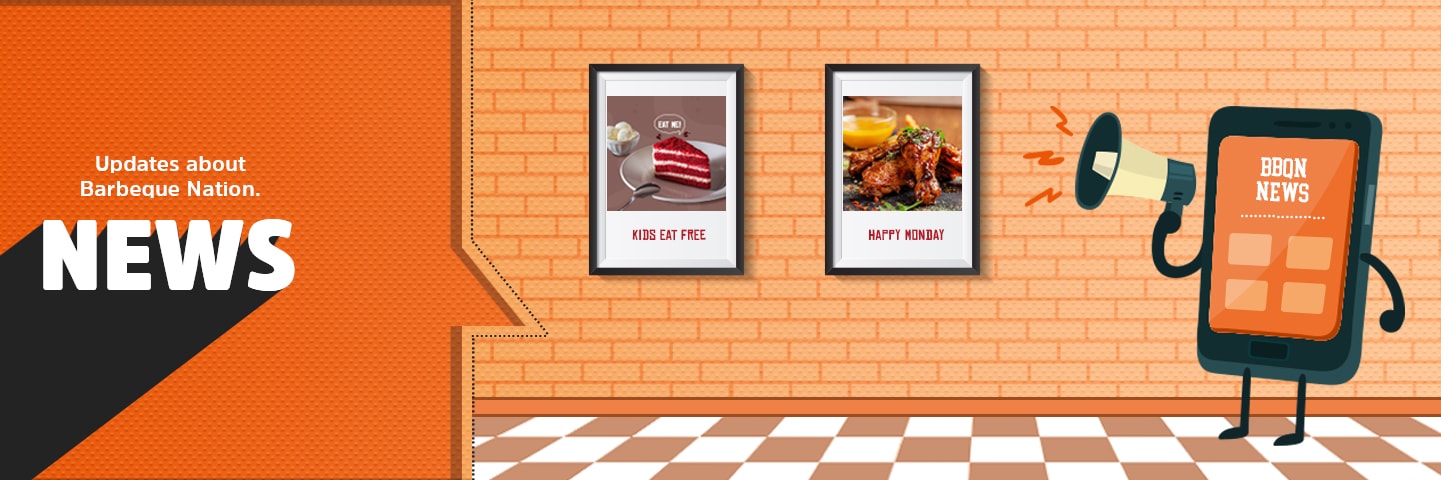 Updates about
Barbeque Nation.
NEWS
EAT ME!
KIDS EAT FREE
HAPPY MONDAY
BBQN
NEWS